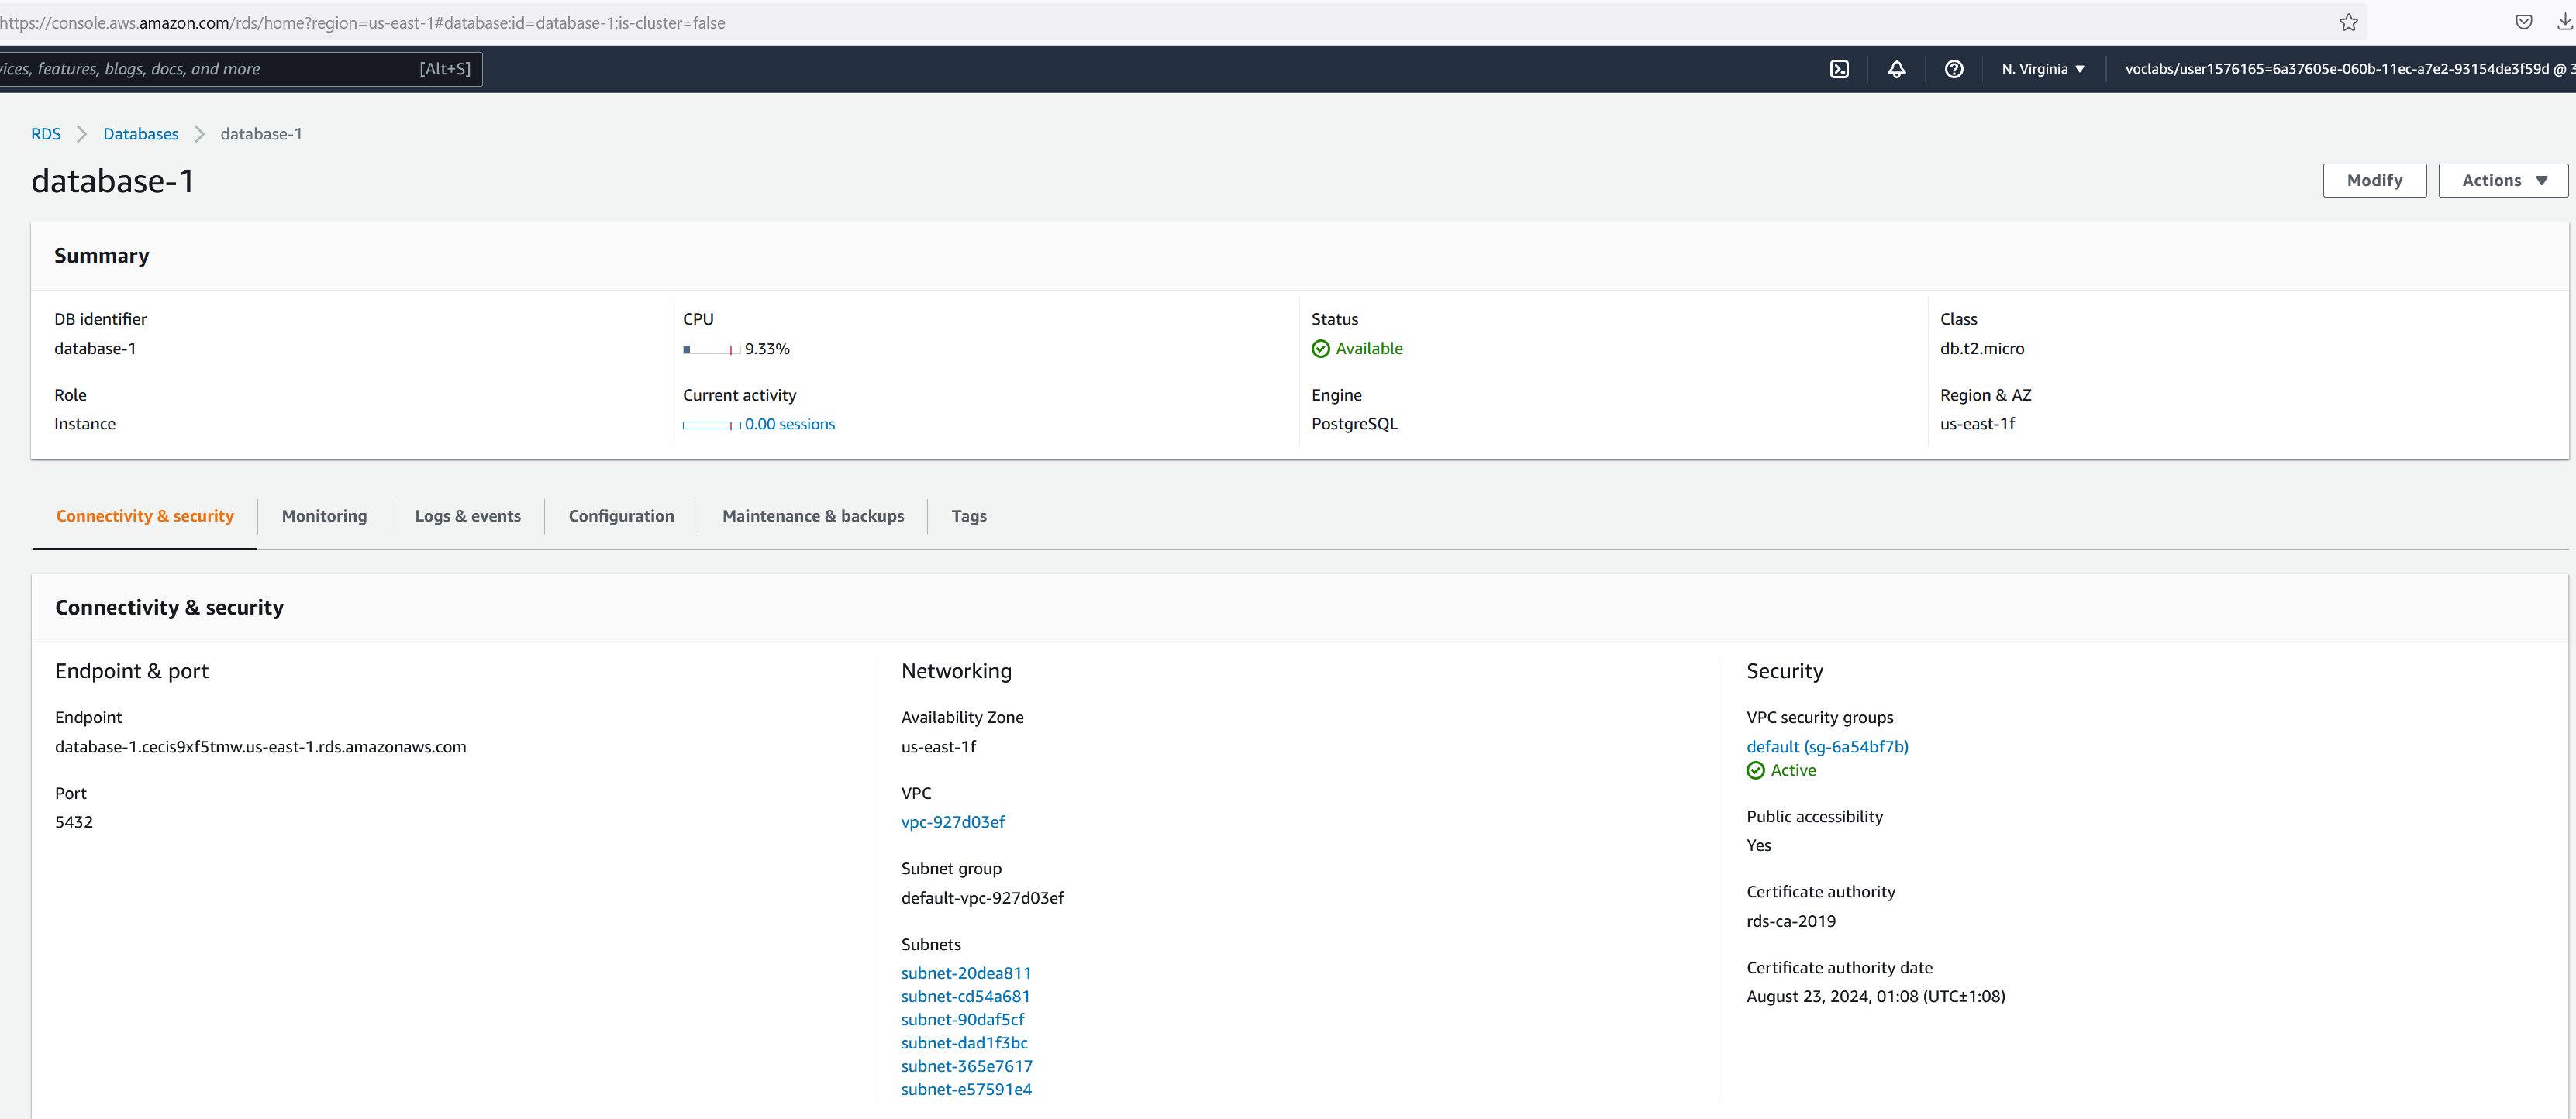 https://console.aws.amazon.com/rds/home?region=us-east-1#database:id=database-1;is-cluster=false
vices, features, blogs, docs, and more [Alt+S]
N. Virginia ▼ voclabs/user1576165=6a37605e-060b-11ec-a7e2-93154de3f59d @ 3
RDS > Databases > database-1
database-1
Modify
Actions ▼
Summary
DB identifier
database-1
CPU
9.33%
Status
Available
Class
db.t2.micro
Role
Instance
Current activity
0.00 sessions
Engine
PostgreSQL
Region & AZ
us-east-1f
Connectivity & security
Monitoring
Logs & events
Configuration
Maintenance & backups
Tags
Connectivity & security
Endpoint & port
Endpoint
database-1.cecis9xf5tmw.us-east-1.rds.amazonaws.com
Port
5432
Networking
Availability Zone
us-east-1f
VPC
vpc-927d03ef
Subnet group
default-vpc-927d03ef
Subnets
subnet-20dea811
subnet-cd54a681
subnet-90daf5cf
subnet-dad1f3bc
subnet-365e7617
subnet-e57591e4
Security
VPC security groups
default (sg-6a54bf7b)
Active
Public accessibility
Yes
Certificate authority
rds-ca-2019
Certificate authority date
August 23, 2024, 01:08 (UTC±1:08)